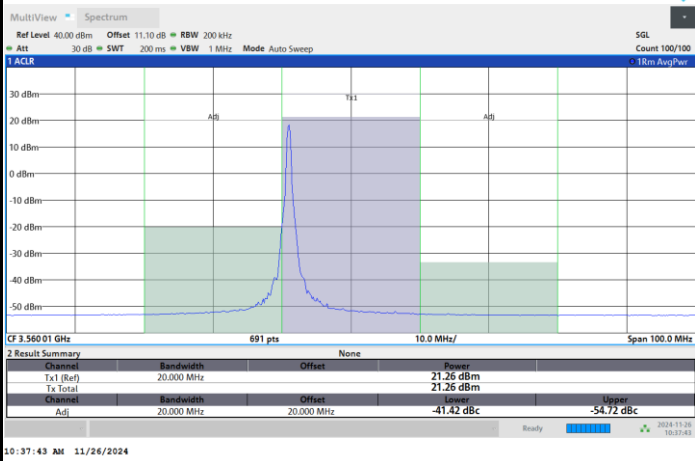 MultiView Spectrum
Ref Level 40.00 dBm Offset 11.10 dB RBW 200 kHz SGL
Att 30 dB SWT 200 ms VBW 1 MHz Mode Auto Sweep Count 100/100
1 ACLR 1Rm AvgPwr
30 dBm
Tx1
20 dBm Adj Adj
10 dBm
0 dBm
-10 dBm
-20 dBm
-30 dBm
-40 dBm
-50 dBm
CF 3.56001 GHz 691 pts 10.0 MHz/ Span 100.0 MHz
2 Result Summary None
Channel Bandwidth Offset Power
Tx1 (Ref) 20.000 MHz 21.26 dBm
Tx Total 21.26 dBm
Channel Bandwidth Offset Lower Upper
Adj 20.000 MHz 20.000 MHz -41.42 dBc -54.72 dBc
Ready 2024-11-26
10:37:43
10:37:43 AM 11/26/2024